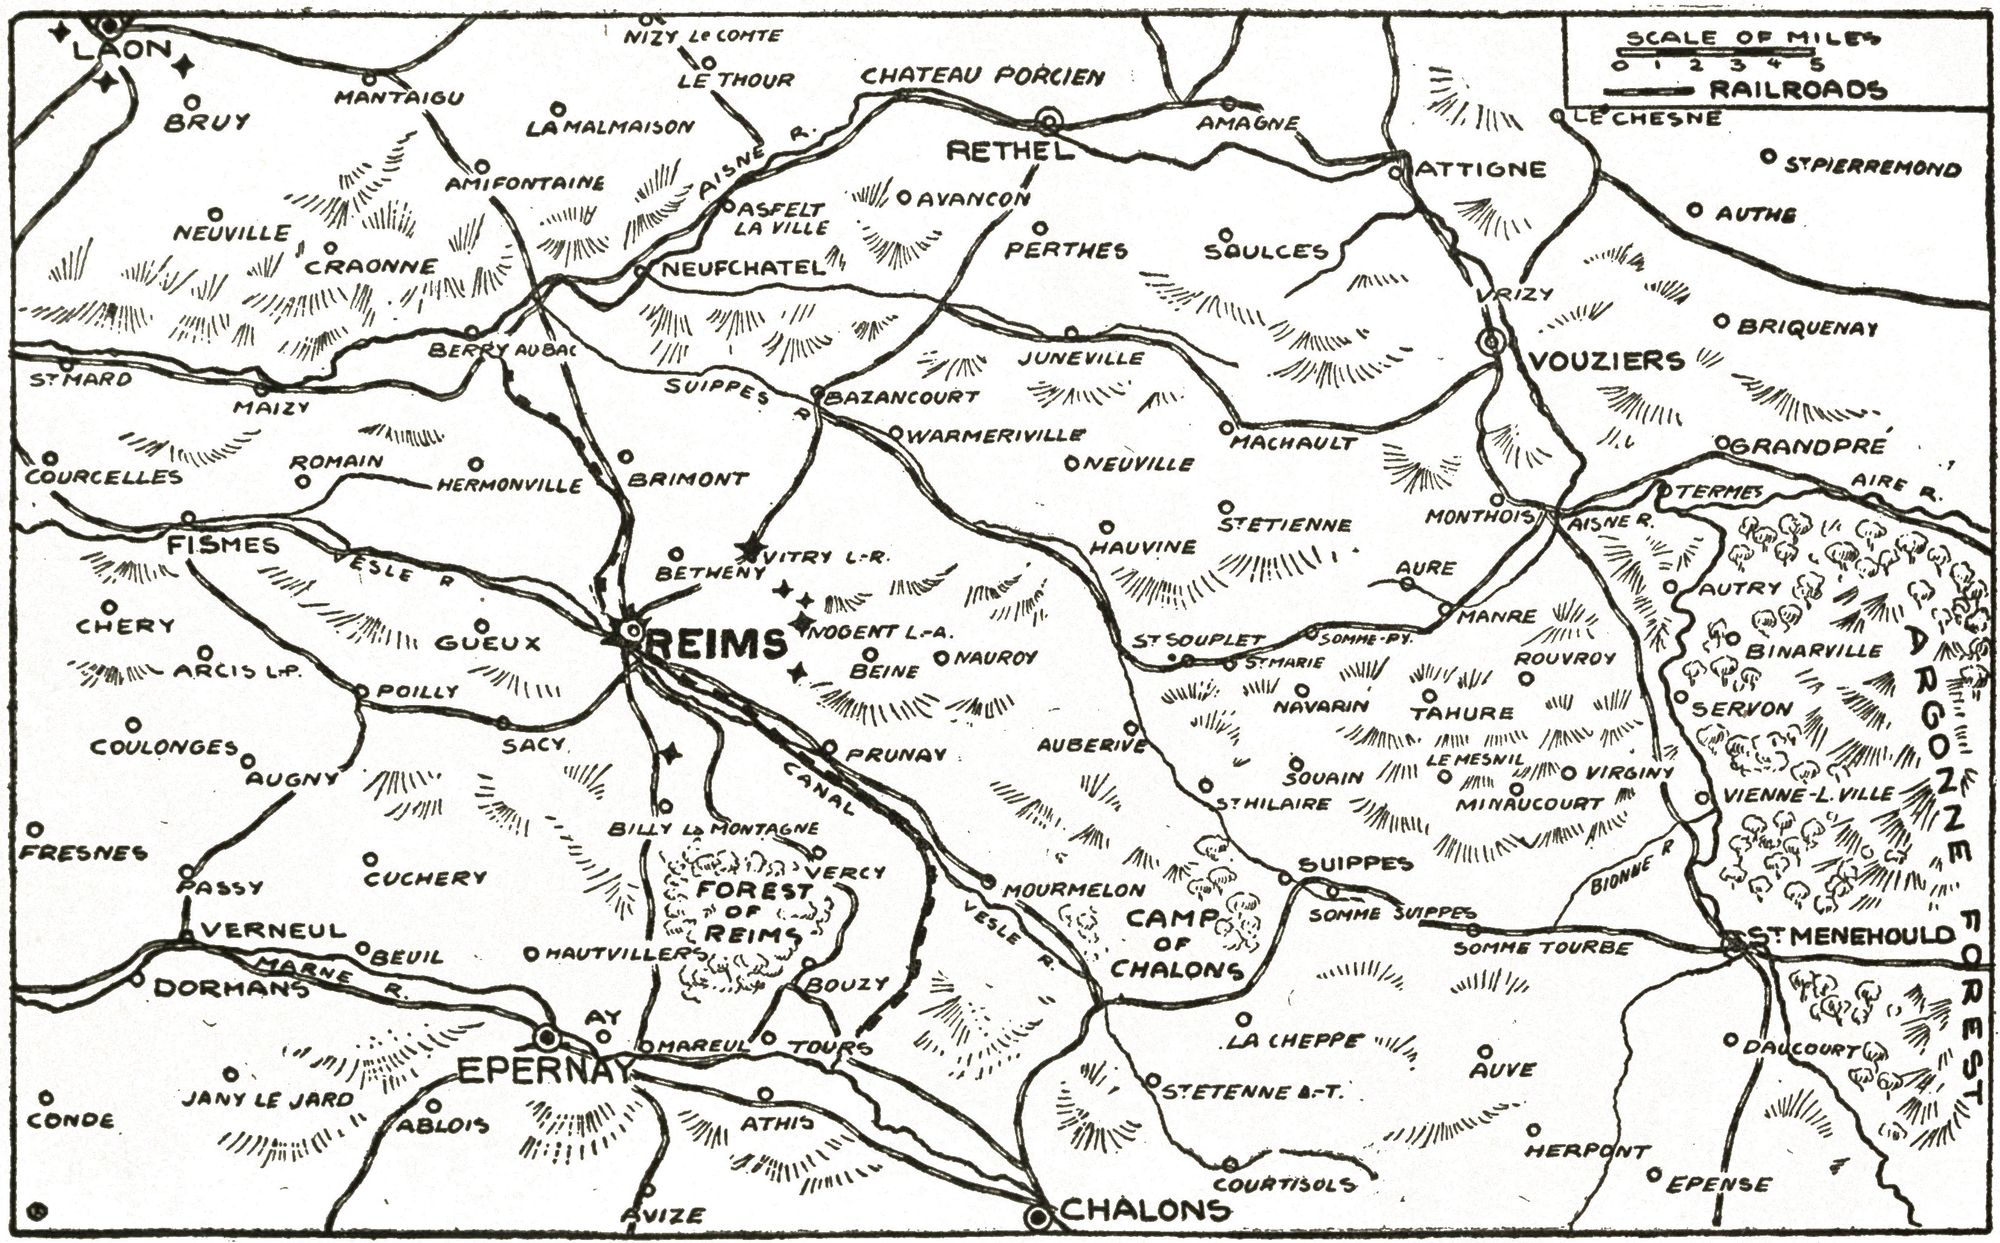 SCALE OF MILES
0 1 2 3 4 5
RAILROADS
LAON
NIZY LE COMTE
LE THOUR
CHATEAU PORCIEN
MANTAIGU
BRUY
LA MALMAISON
AISNE R.
RETHEL
AMAGNE
LE CHESNE
ATTIGNE
ST PIERREMOND
AMIFONTAINE
ASFELT
LA VILLE
AVANCON
AUTHE
NEUVILLE
CRAONNE
NEUFCHATEL
PERTHES
SAULCES
VRIZY
BRIQUENAY
BERRY AU BAC
JUNEVILLE
VOUZIERS
ST MARD
MAIZY
SUIPPES R
BAZANCOURT
WARMERIVILLE
MACHAULT
GRANDPRÉ
COURCELLES
ROMAIN
HERMONVILLE
BRIMONT
NEUVILLE
TERMES
AIRE R.
MONTHOIS
AISNE R.
ST ETIENNE
FISMES
VESLE R
BETHENY
VITRY L-R.
HAUVINE
AURE
AUTRY
CHERY
GUEUX
REIMS
NOGENT L-A.
BEINE
NAUROY
ST SOUPLET
SOMME-PY.
MANRE
ST MARIE
ROUVROY
BINARVILLE
ARCIS L-P.
POILLY
NAVARIN
TAHURE
SERVON
ARGONNE FOREST
COULONGES
SACY
AUGNY
PRUNAY
CANAL
AUBERIVE
SOUAIN
LE MESNIL
VIRGINY
ST HILAIRE
MINAUCOURT
VIENNE-L. VILLE
FRESNES
BILLY LA MONTAGNE
VERCY
CUCHERY
PASSY
FOREST
OF
REIMS
MOURMELON
VESLE R.
CAMP
OF
CHALONS
SUIPPES
SOMME SUIPPES
BIONNE R
SOMME TOURBE
ST MENEHOULD
VERNEUL
BEUIL
HAUTVILLERS
MARNE R.
DORMANS
BOUZY
AY
MAREUL
TOURS
EPERNAY
LA CHEPPE
AUVE
DAUCOURT
JANY LE JARD
CONDE
ABLOIS
ATHIS
ST ETENNE A-T.
HERPONT
EPENSE
COURTISOLS
AVIZE
CHALONS